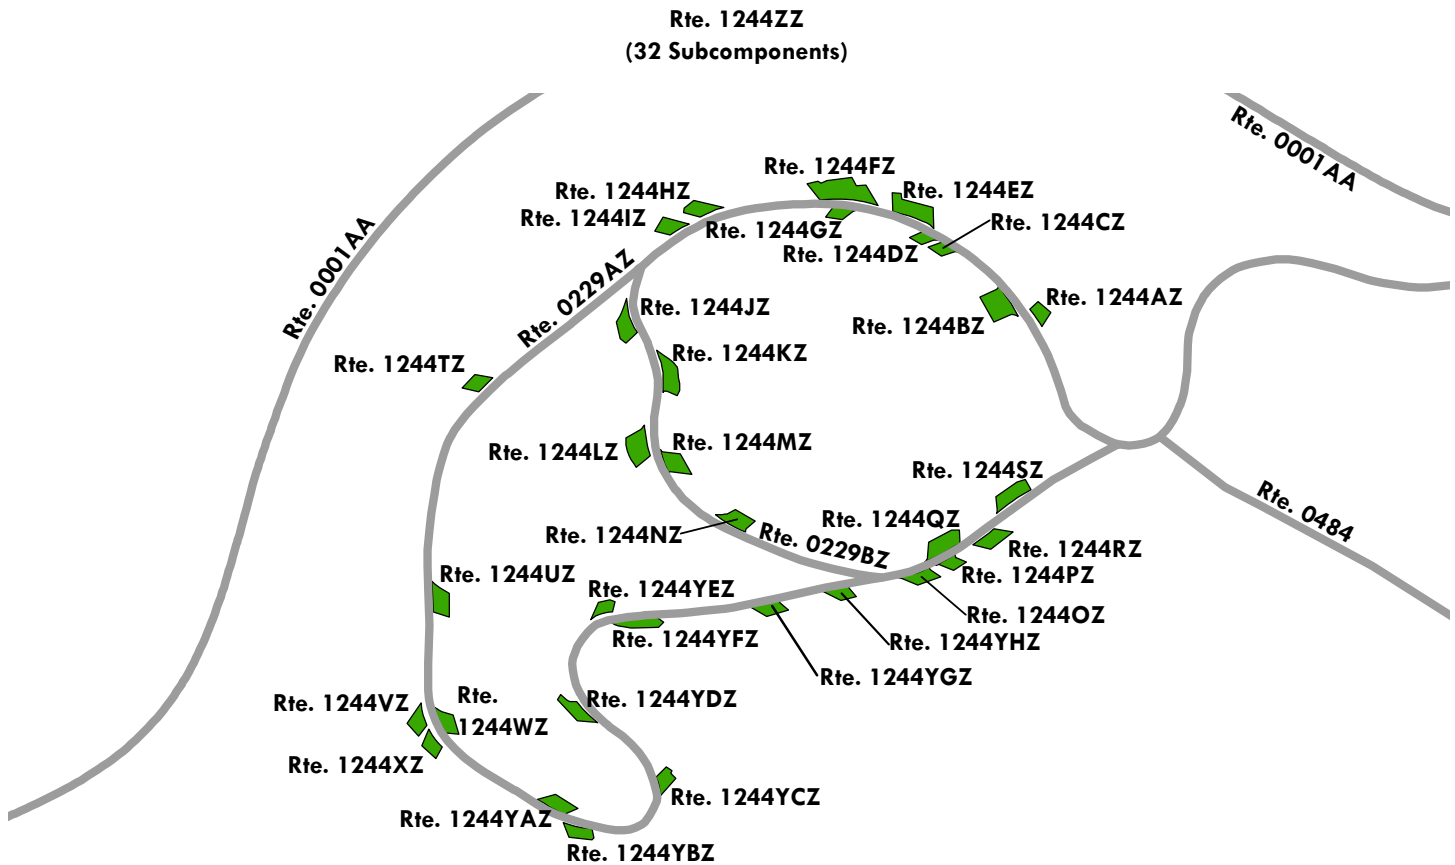 Rte. 1244ZZ
(32 Subcomponents)
Rte. 0001AA
Rte. 1244FZ
Rte. 1244HZ
Rte. 1244EZ
Rte. 1244IZ
Rte. 1244GZ
Rte. 1244CZ
Rte. 0001AA
Rte. 1244DZ
Rte. 0229AZ
Rte. 1244JZ
Rte. 1244AZ
Rte. 1244BZ
Rte. 1244KZ
Rte. 1244TZ
Rte. 1244MZ
Rte. 1244LZ
Rte. 1244SZ
Rte. 0484
Rte. 1244QZ
Rte. 1244NZ
Rte. 0229BZ
Rte. 1244RZ
Rte. 1244UZ
Rte. 1244PZ
Rte. 1244YEZ
Rte. 1244OZ
Rte. 1244YFZ
Rte. 1244YHZ
Rte. 1244YGZ
Rte. 1244VZ
Rte.
1244WZ
Rte. 1244YDZ
Rte. 1244XZ
Rte. 1244YCZ
Rte. 1244YAZ
Rte. 1244YBZ